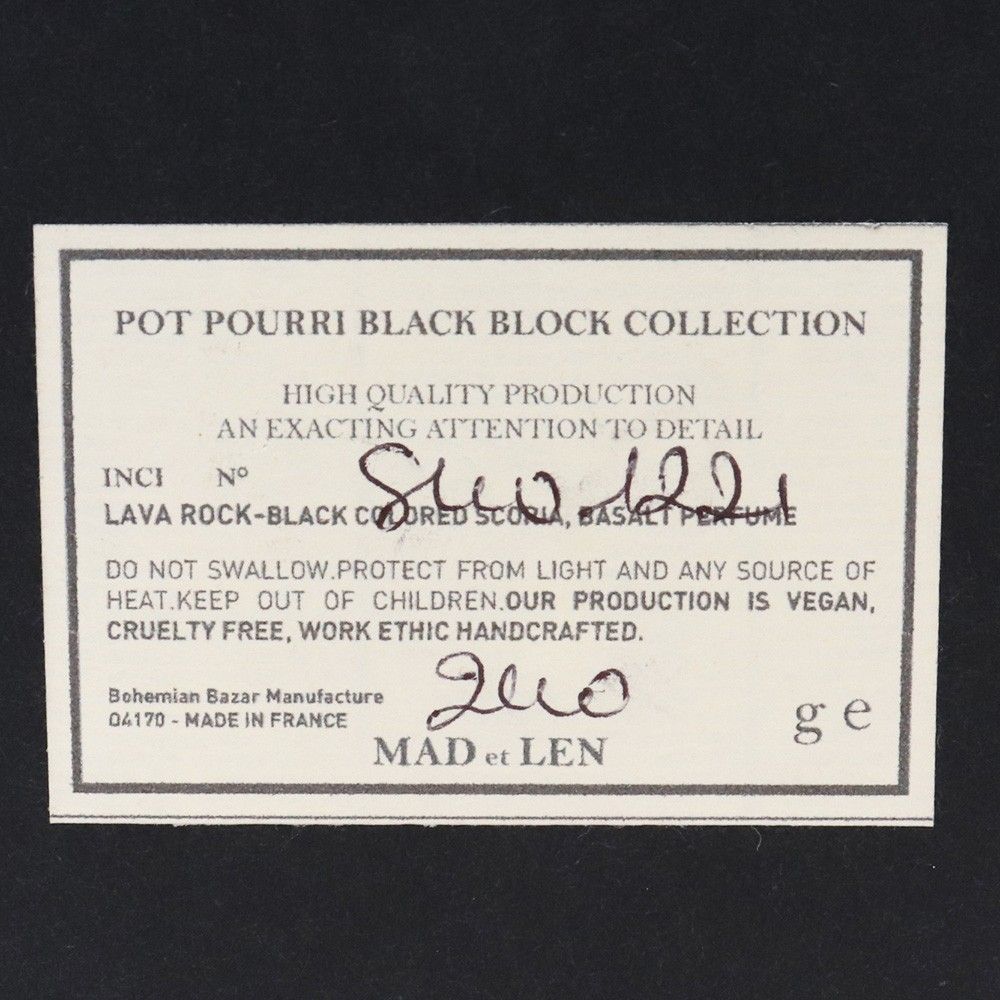 POT POURRI BLACK BLOCK COLLECTION
HIGH QUALITY PRODUCTION
AN EXACTING ATTENTION TO DETAIL
INCI N°
LAVA ROCK-BLACK COLORED SCORIA, BASALT PERFUME
DO NOT SWALLOW.PROTECT FROM LIGHT AND ANY SOURCE OF
HEAT.KEEP OUT OF CHILDREN.OUR PRODUCTION IS VEGAN,
CRUELTY FREE, WORK ETHIC HANDCRAFTED.
Bohemian Bazar Manufacture
04170 - MADE IN FRANCE
g e
MAD et LEN